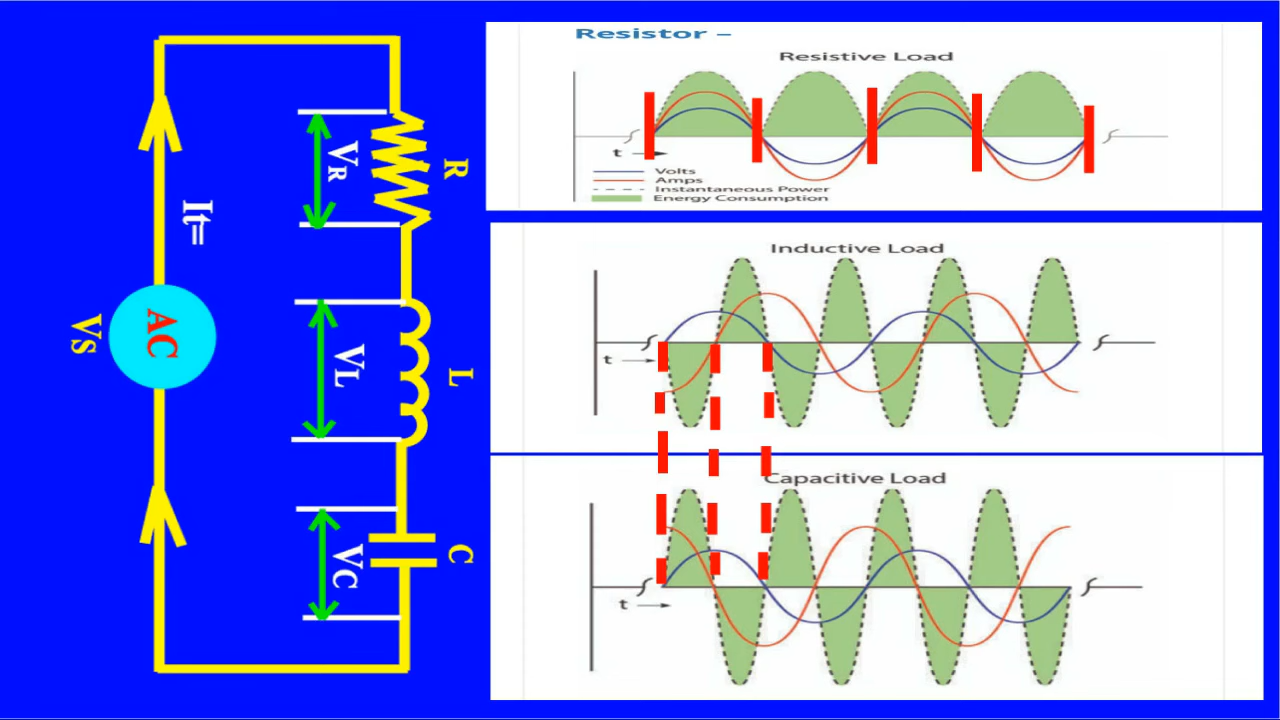 It=
AC
VS
VR
R
VL
L
VC
C
Resistor –
Resistive Load
t
Volts
Amps
Instantaneous Power
Energy Consumption
Inductive Load
t
Capacitive Load
t